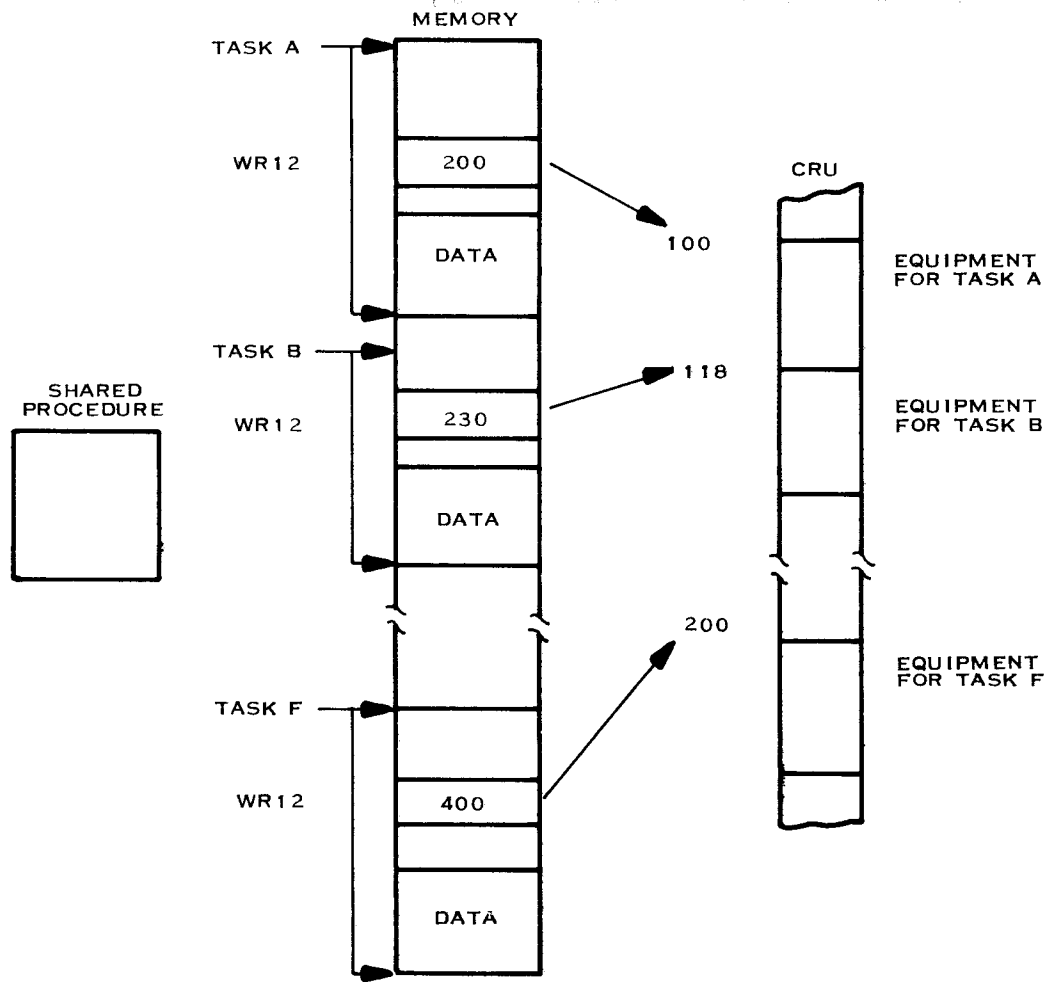 MEMORY
TASK A
WR12
200
CRU
100
DATA
EQUIPMENT
FOR TASK A
TASK B
118
SHARED
PROCEDURE
WR12
230
EQUIPMENT
FOR TASK B
DATA
200
EQUIPMENT
FOR TASK F
TASK F
WR12
400
DATA